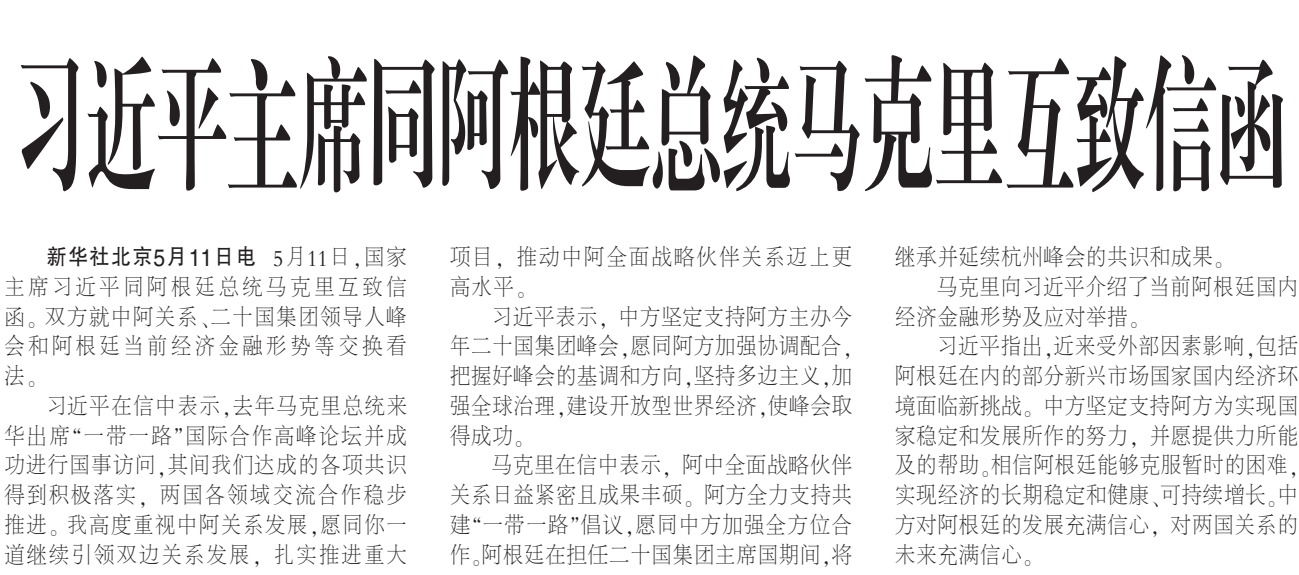 习近平主席同阿根廷总统马克里互致信函
新华社北京5月11日电 5月11日,国家
主席习近平同阿根廷总统马克里互致信
函。双方就中阿关系、二十国集团领导人峰
会和阿根廷当前经济金融形势等交换看
法。
习近平在信中表示,去年马克里总统来
华出席“一带一路”国际合作高峰论坛并成
功进行国事访问,其间我们达成的各项共识
得到积极落实，两国各领域交流合作稳步
推进。我高度重视中阿关系发展,愿同你一
道继续引领双边关系发展，扎实推进重大
项目，推动中阿全面战略伙伴关系迈上更
高水平。
习近平表示，中方坚定支持阿方主办今
年二十国集团峰会,愿同阿方加强协调配合,
把握好峰会的基调和方向,坚持多边主义,加
强全球治理,建设开放型世界经济,使峰会取
得成功。
马克里在信中表示，阿中全面战略伙伴
关系日益紧密且成果丰硕。阿方全力支持共
建“一带一路”倡议,愿同中方加强全方位合
作。阿根廷在担任二十国集团主席国期间,将
继承并延续杭州峰会的共识和成果。
马克里向习近平介绍了当前阿根廷国内
经济金融形势及应对举措。
习近平指出,近来受外部因素影响,包括
阿根廷在内的部分新兴市场国家国内经济环
境面临新挑战。中方坚定支持阿方为实现国
家稳定和发展所作的努力，并愿提供力所能
及的帮助。相信阿根廷能够克服暂时的困难,
实现经济的长期稳定和健康、可持续增长。中
方对阿根廷的发展充满信心，对两国关系的
未来充满信心。